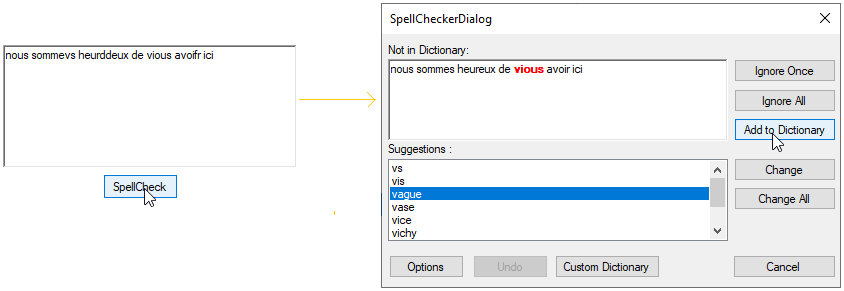 nous sommevs heurddeux de vious avoifr ici
SpellCheck
SpellCheckerDialog
Not in Dictionary:
nous sommes heureux de vious avoir ici
Ignore Once
Ignore All
Add to Dictionary
Suggestions :
vs
vis
vague
vase
vice
vichy
Change
Change All
Options
Undo
Custom Dictionary
Cancel